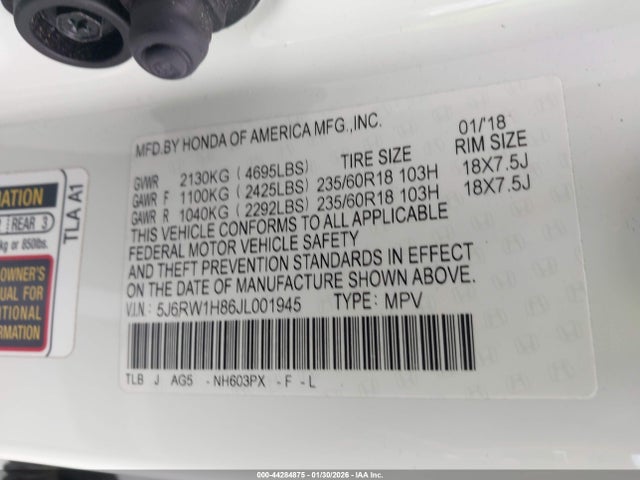 MFD. BY HONDA OF AMERICA MFG., INC. 01/'18
GVWR 2130KG ( 4695LBS) TIRE SIZE RIM SIZE
GAWR F 1100KG ( 2425LBS) 235/60R18 103H 18X7.5J
GAWR R 1040KG ( 2292LBS) 235/60R18 103H 18X7.5J
THIS VEHICLE CONFORMS TO ALL APPLICABLE
FEDERAL MOTOR VEHICLE SAFETY
AND THEFT PREVENTION STANDARDS IN EFFECT
ON THE DATE OF MANUFACTURE SHOWN ABOVE.
V.I.N: 5J6RW1H86JL001945 TYPE: MPV
TLB J AG5 -NH603PX -F -L
REAR 3
kg or 850lbs.
TLA A1
OWNER'S
FOR
000-44284875 - 01/30/2026 - IAA Inc.